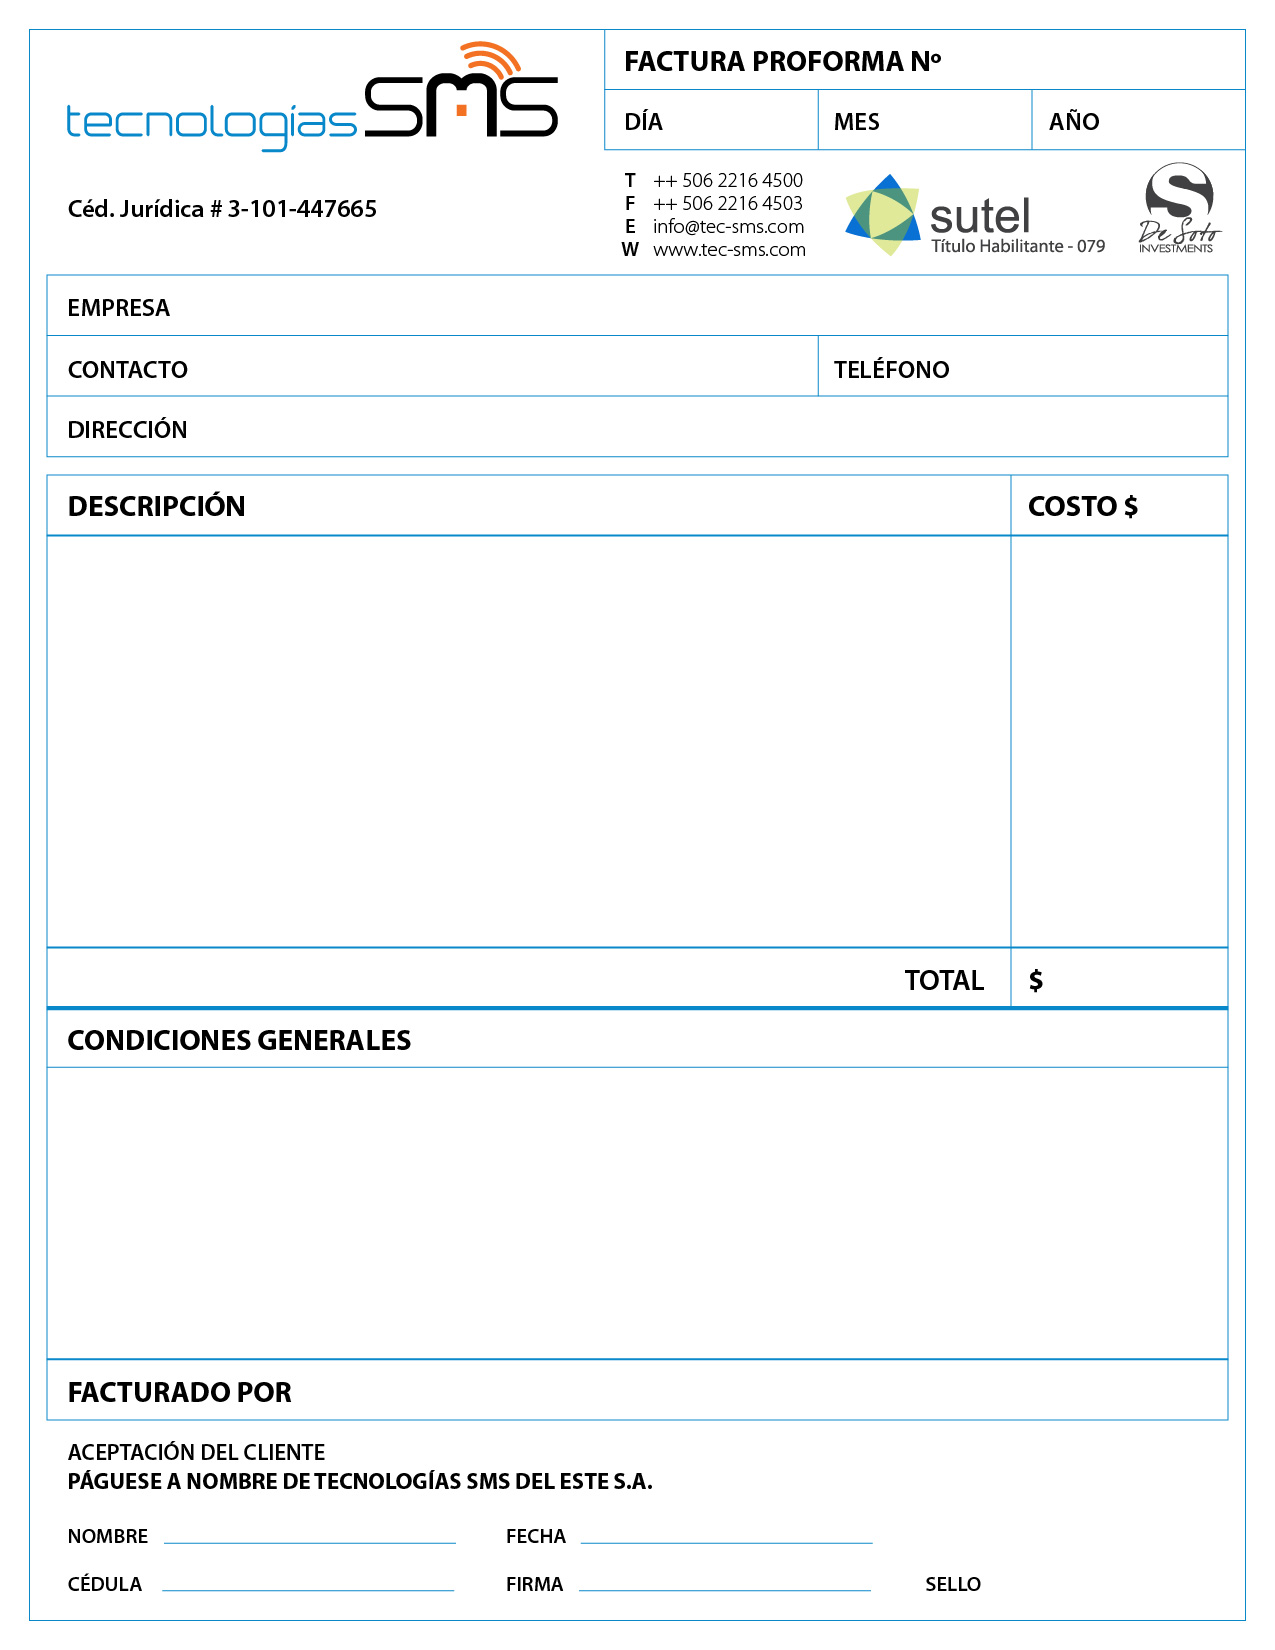 tecnologías SMS
FACTURA PROFORMA Nº
DÍA MES AÑO
Céd. Jurídica # 3-101-447665
T ++ 506 2216 4500
F ++ 506 2216 4503
E info@tec-sms.com
W www.tec-sms.com
sutel
Título Habilitante - 079
S
De Soto
INVESTMENTS
EMPRESA
CONTACTO TELÉFONO
DIRECCIÓN
DESCRIPCIÓN COSTO $
TOTAL $
CONDICIONES GENERALES
FACTURADO POR
ACEPTACIÓN DEL CLIENTE
PÁGUESE A NOMBRE DE TECNOLOGÍAS SMS DEL ESTE S.A.
NOMBRE FECHA
CÉDULA FIRMA SELLO